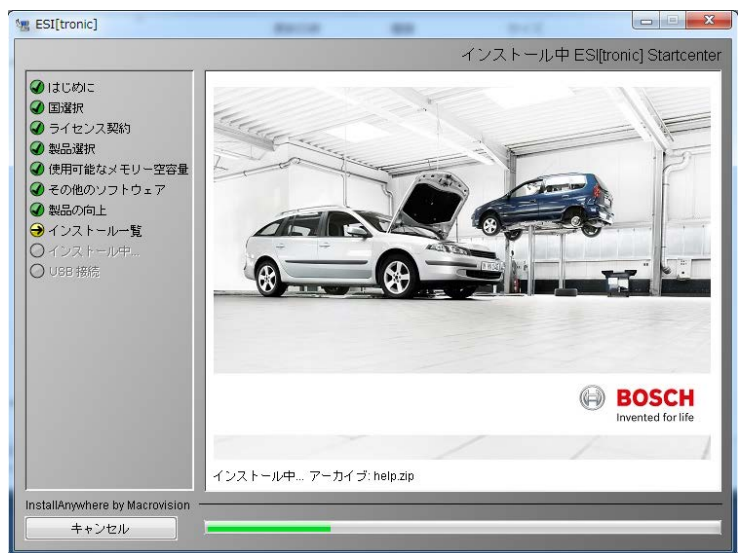 ESI[tronic]
インストール中 ESI[tronic] Startcenter
はじめに
国選択
ライセンス契約
製品選択
使用可能なメモリー空容量
その他のソフトウェア
製品の向上
インストール一覧
インストール中...
USB 接続
BOSCH
Invented for life
インストール中... アーカイブ: help.zip
InstallAnywhere by Macrovision
キャンセル